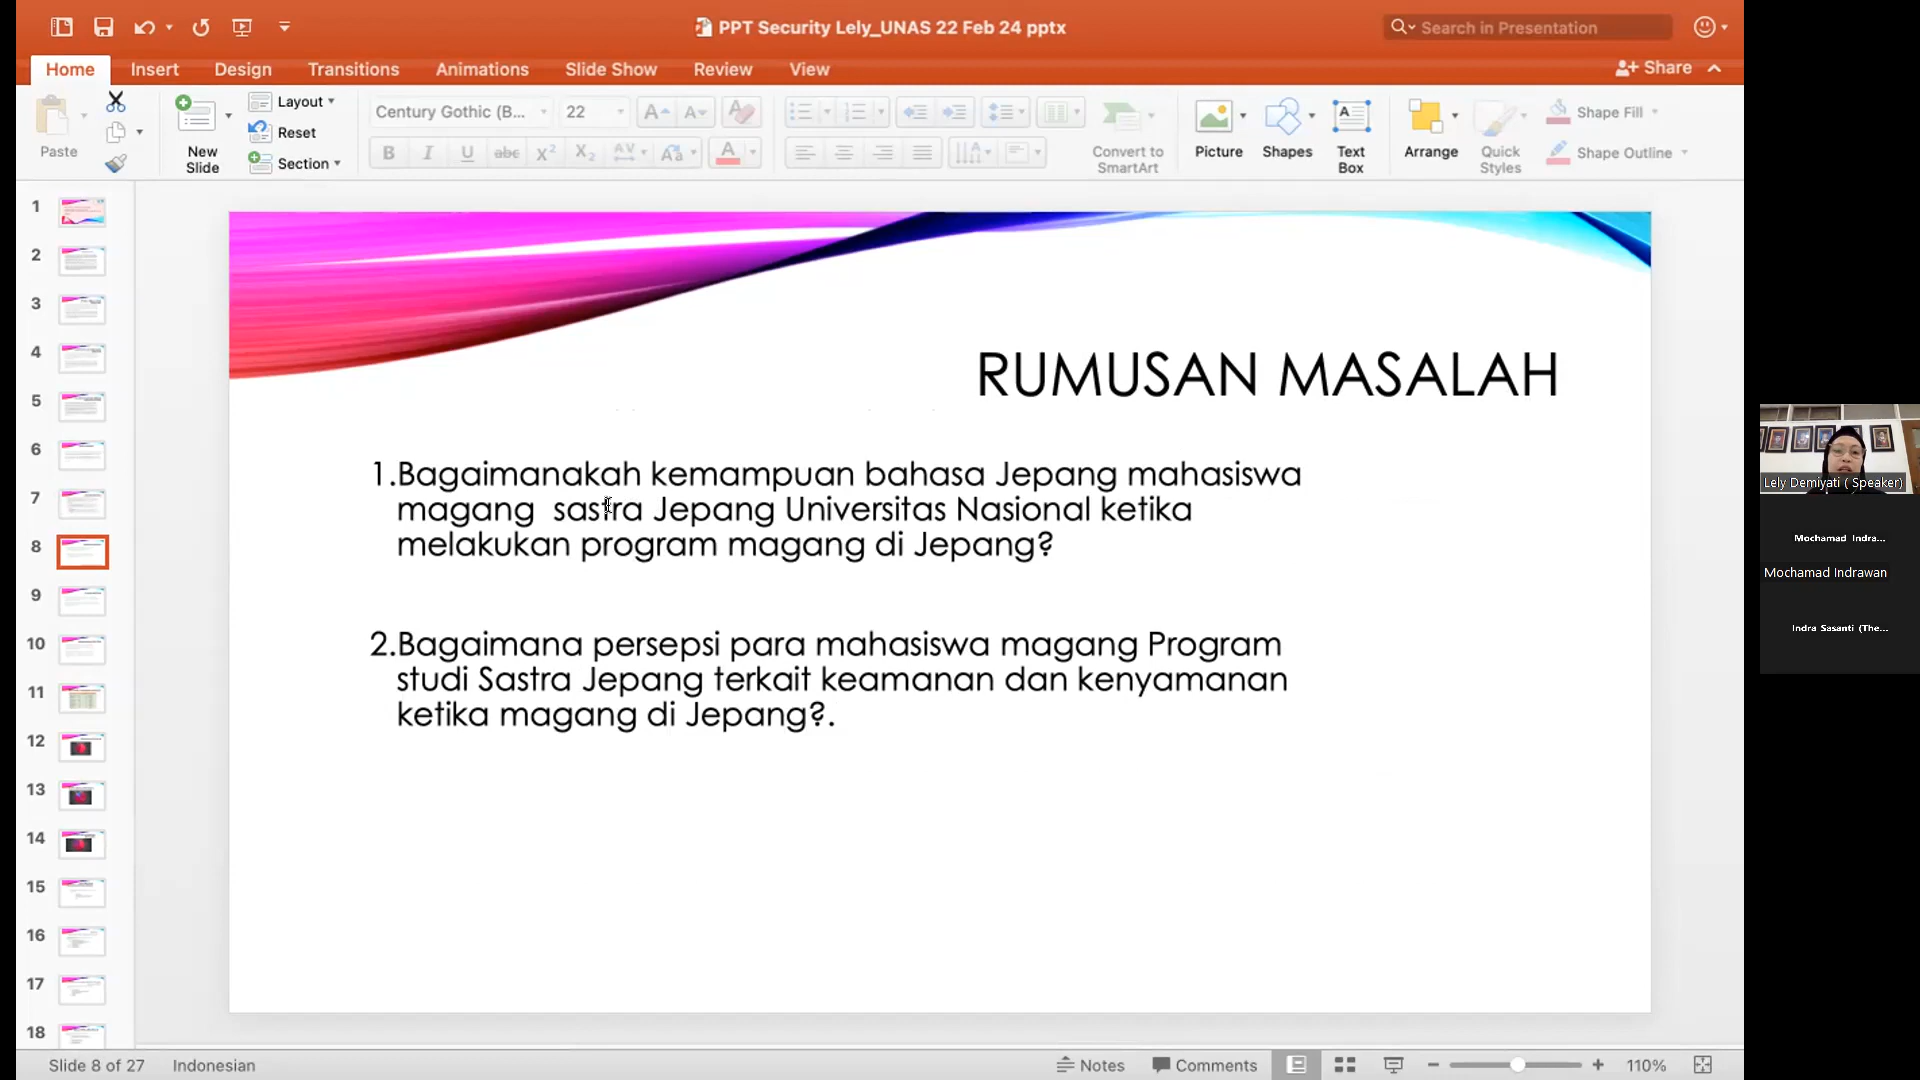 PPT Security Lely_UNAS 22 Feb 24 pptx
Search in Presentation
Home Insert Design Transitions Animations Slide Show Review View
Share
Paste
New
Slide
Layout
Reset
Section
Century Gothic (B... 22
Convert to
SmartArt
Picture
Shapes
Text
Box
Arrange
Quick
Styles
Shape Fill
Shape Outline
1
2
3
4
5
6
7
8
9
10
11
12
13
14
15
16
17
18
RUMUSAN MASALAH
1.Bagaimanakah kemampuan bahasa Jepang mahasiswa
magang sastra Jepang Universitas Nasional ketika
melakukan program magang di Jepang?
2.Bagaimana persepsi para mahasiswa magang Program
studi Sastra Jepang terkait keamanan dan kenyamanan
ketika magang di Jepang?.
Lely Demiyati ( Speaker)
Mochamad Indra...
Mochamad Indrawan
Indra Sasanti (The...
Slide 8 of 27 Indonesian
Notes Comments 110%